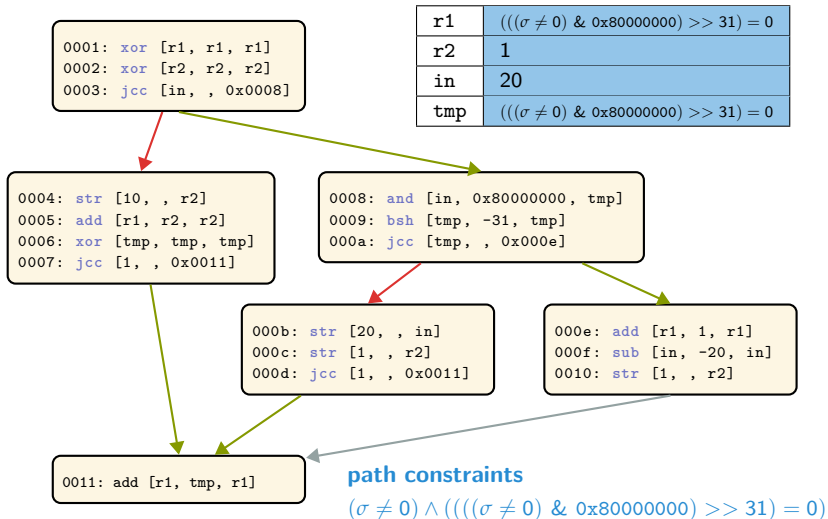 0001: xor [r1, r1, r1]
0002: xor [r2, r2, r2]
0003: jcc [in, , 0x0008]
r1 (((σ ≠ 0) & 0x80000000) >> 31) = 0
r2 1
in 20
tmp (((σ ≠ 0) & 0x80000000) >> 31) = 0
0004: str [10, , r2]
0005: add [r1, r2, r2]
0006: xor [tmp, tmp, tmp]
0007: jcc [1, , 0x0011]
0008: and [in, 0x80000000, tmp]
0009: bsh [tmp, -31, tmp]
000a: jcc [tmp, , 0x000e]
000b: str [20, , in]
000c: str [1, , r2]
000d: jcc [1, , 0x0011]
000e: add [r1, 1, r1]
000f: sub [in, -20, in]
0010: str [1, , r2]
0011: add [r1, tmp, r1]
path constraints
(σ ≠ 0) ∧ ((((σ ≠ 0) & 0x80000000) >> 31) = 0)